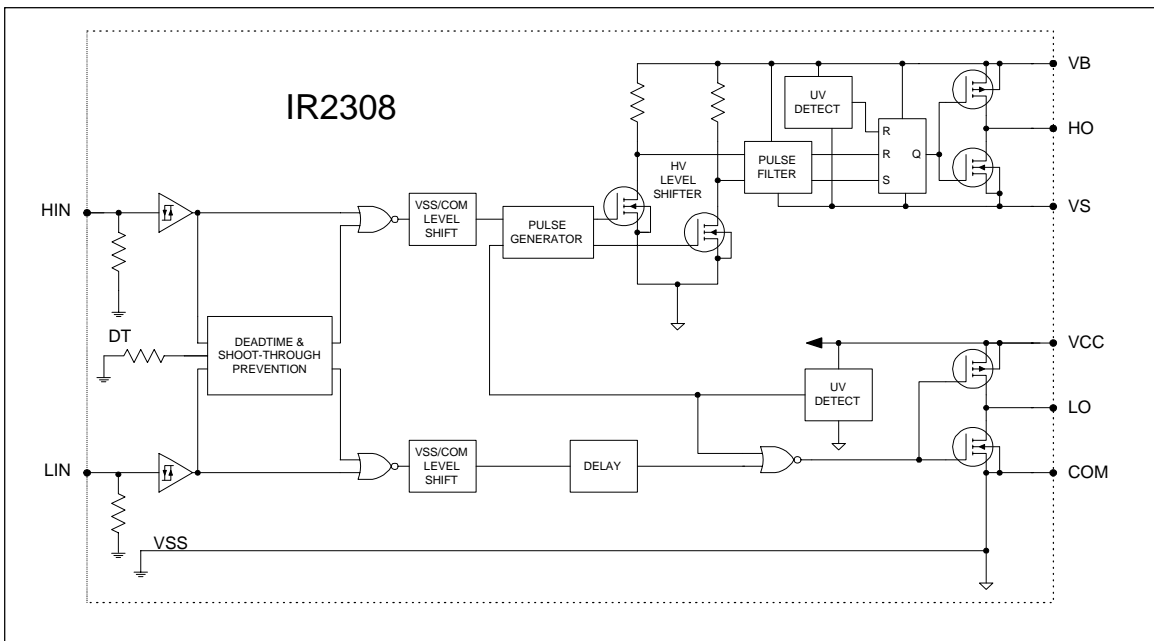 IR2308
VB
UV
DETECT
HO
R
R
Q
S
PULSE
FILTER
HV
LEVEL
SHIFTER
VS
HIN
VSS/COM
LEVEL
SHIFT
PULSE
GENERATOR
DT
DEADTIME &
SHOOT-THROUGH
PREVENTION
VCC
UV
DETECT
LO
LIN
VSS/COM
LEVEL
SHIFT
DELAY
COM
VSS